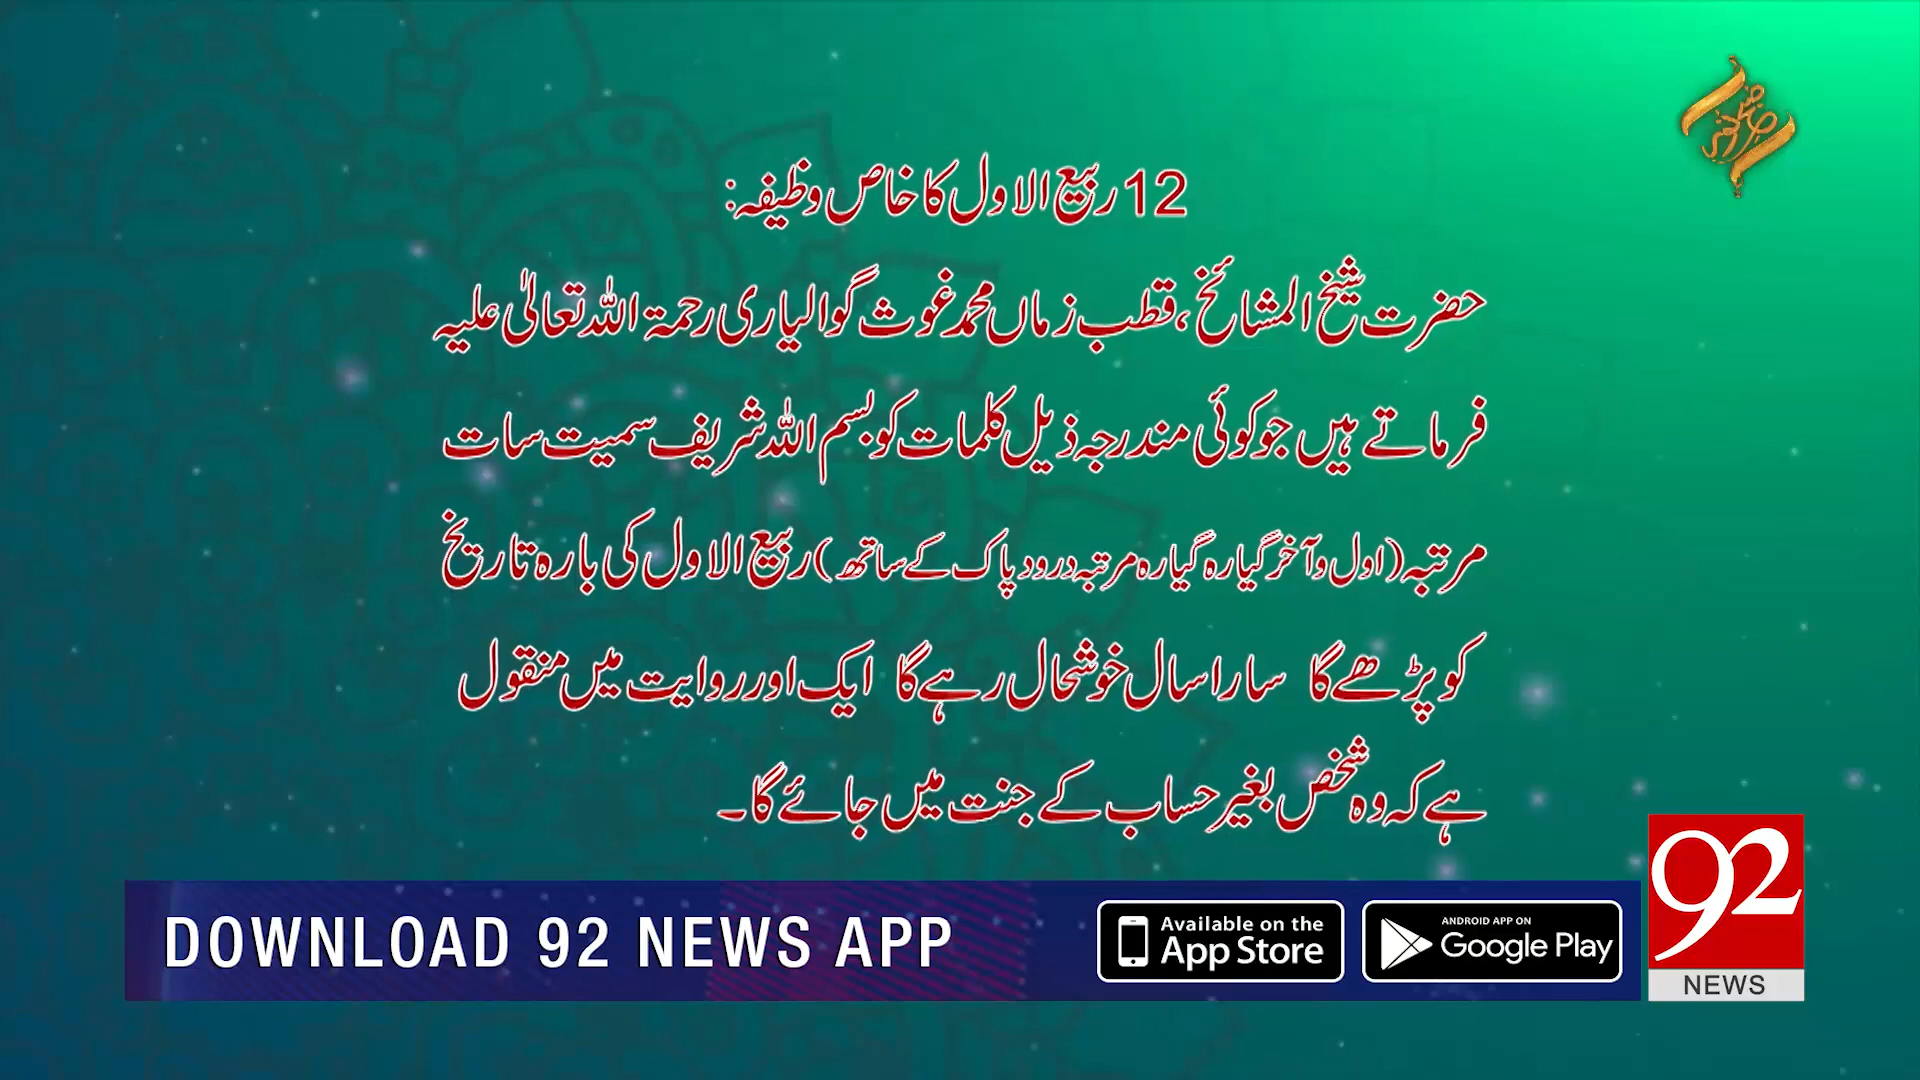 12 ربیع الاول کا خاص وظیفہ:
حضرت شیخ المشائخ، قطب زماں محمد غوث گوالیاری رحمۃ اللہ تعالیٰ علیہ
فرماتے ہیں جو کوئی مندرجہ ذیل کلمات کو بسم اللہ شریف سمیت سات
مرتبہ (اول و آخر گیارہ گیارہ مرتبہ درود پاک کے ساتھ) ربیع الاول کی بارہ تاریخ
کو پڑھے گا سارا سال خوشحال رہے گا ایک اور روایت میں منقول
ہے کہ وہ شخص بغیر حساب کے جنت میں جائے گا۔
DOWNLOAD 92 NEWS APP
Available on the
App Store
ANDROID APP ON
Google Play
92
NEWS